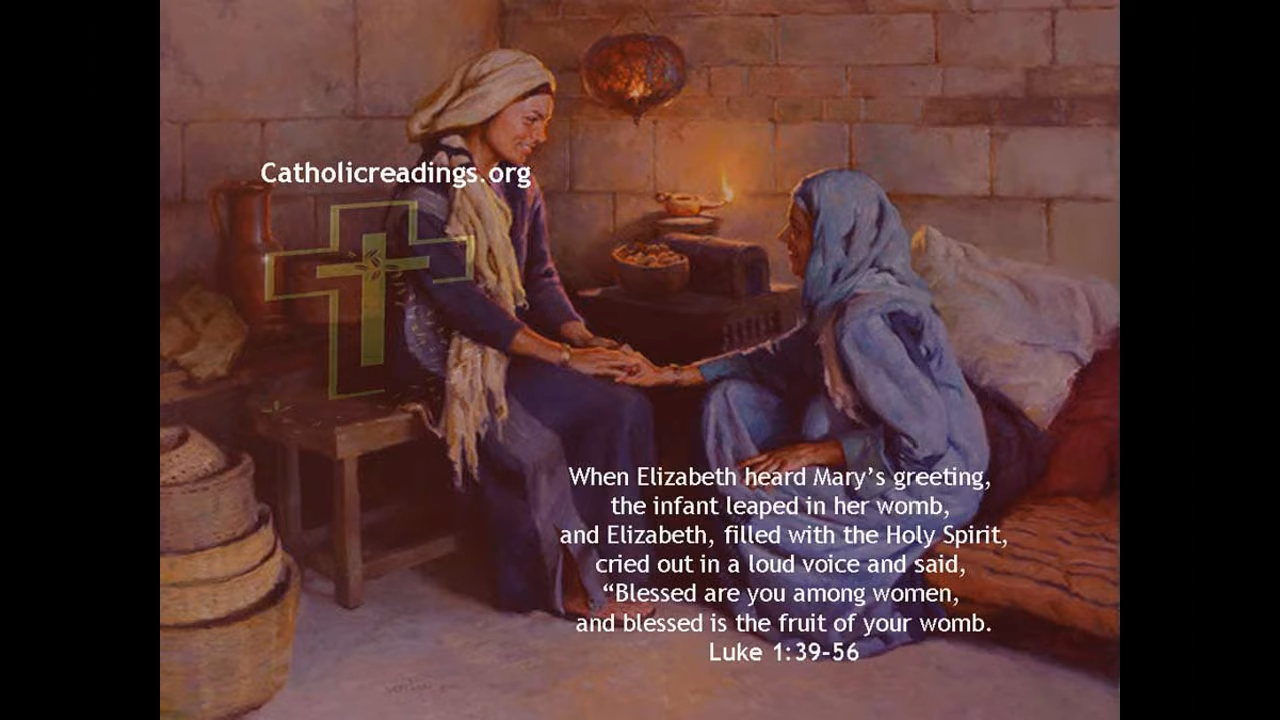 Catholicreadings.org
When Elizabeth heard Mary’s greeting,
the infant leaped in her womb,
and Elizabeth, filled with the Holy Spirit,
cried out in a loud voice and said,
“Blessed are you among women,
and blessed is the fruit of your womb.
Luke 1:39-56